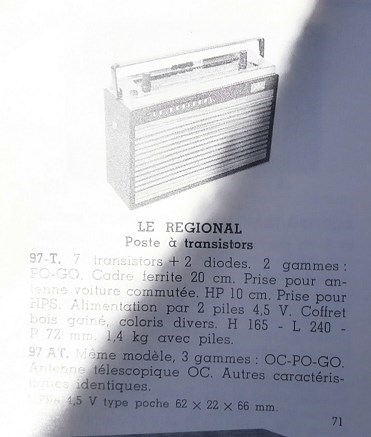 LE REGIONAL
Poste à transistors
97-T. 7 transistors + 2 diodes. 2 gammes :
PO-GO. Cadre ferrite 20 cm. Prise pour an-
tenne voiture commutée. HP 10 cm. Prise pour
HPS. Alimentation par 2 piles 4,5 V. Coffret
bois gainé, coloris divers. H 165 - L 240 -
P 72 mm. 1,4 kg avec piles.
97 AT. Même modèle, 3 gammes : OC-PO-GO.
Antenne télescopique OC. Autres caractéris-
tiques identiques.
4,5 V type poche 62 × 22 × 66 mm.
71